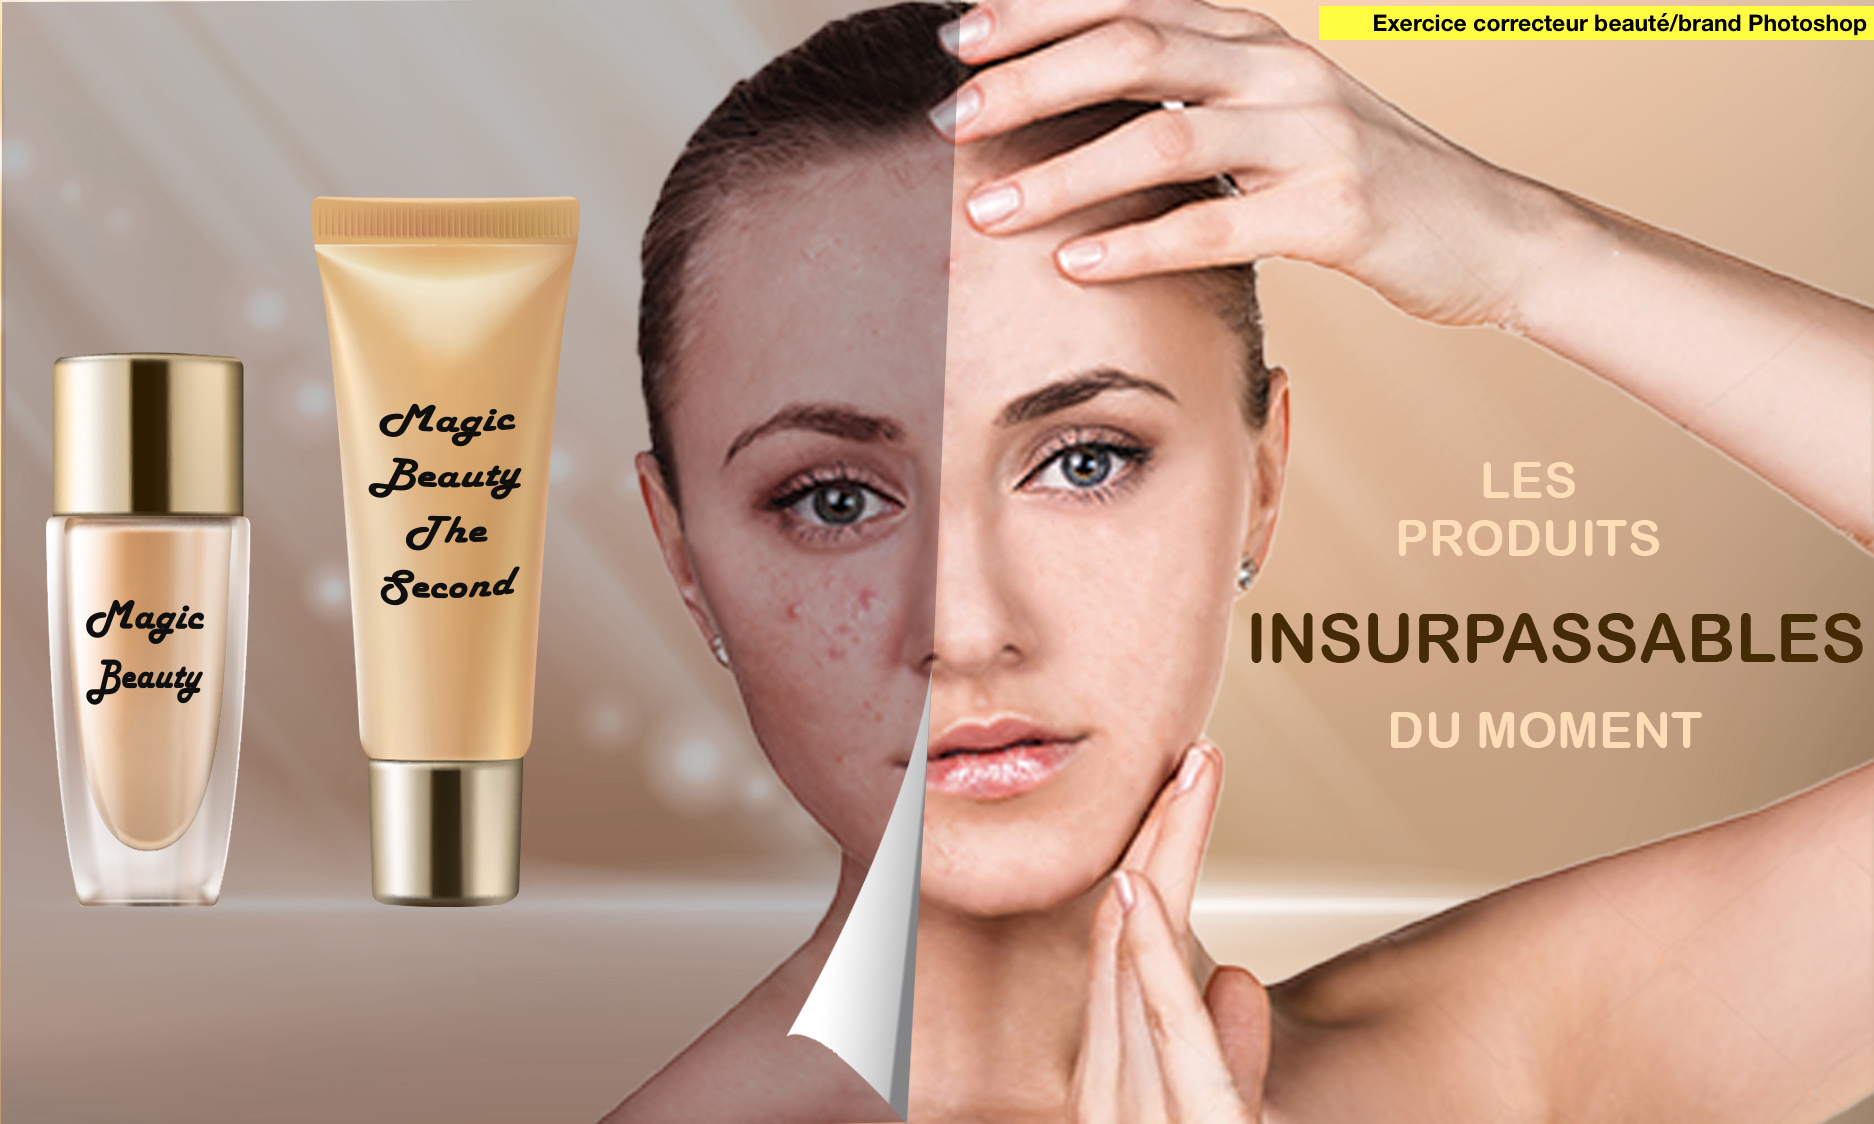 Exercice correcteur beauté/brand Photoshop
Magic
Beauty
The
Second
Magic
Beauty
LES
PRODUITS
INSURPASSABLES
DU MOMENT